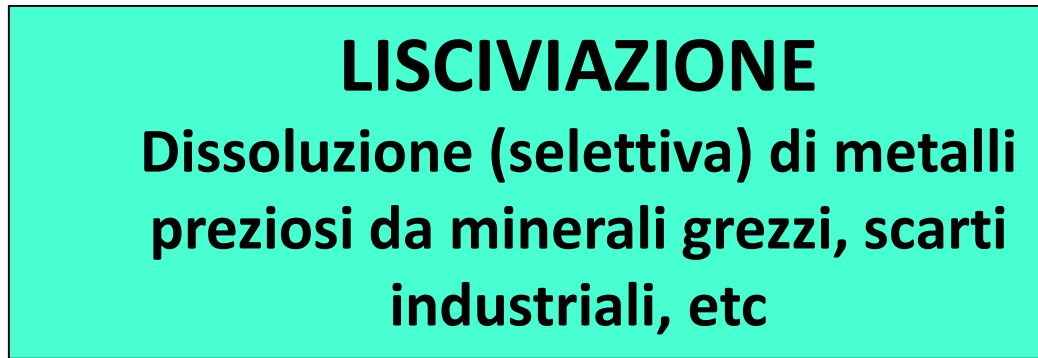 LISCIVIAZIONE
Dissoluzione (selettiva) di metalli
preziosi da minerali grezzi, scarti
industriali, etc